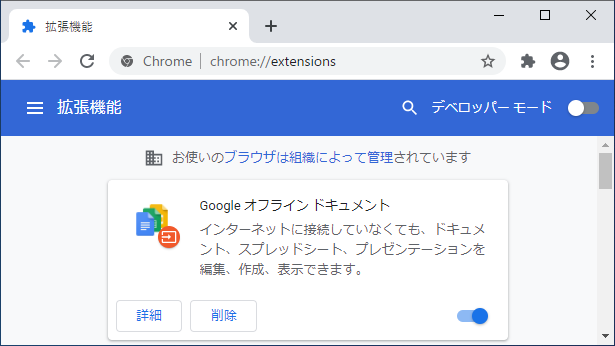 拡張機能
Chrome
chrome://extensions
拡張機能
デベロッパー モード
お使いのブラウザは組織によって管理されています
Google オフライン ドキュメント
インターネットに接続していなくても、ドキュメ
ント、スプレッドシート、プレゼンテーションを
編集、作成、表示できます。
詳細
削除